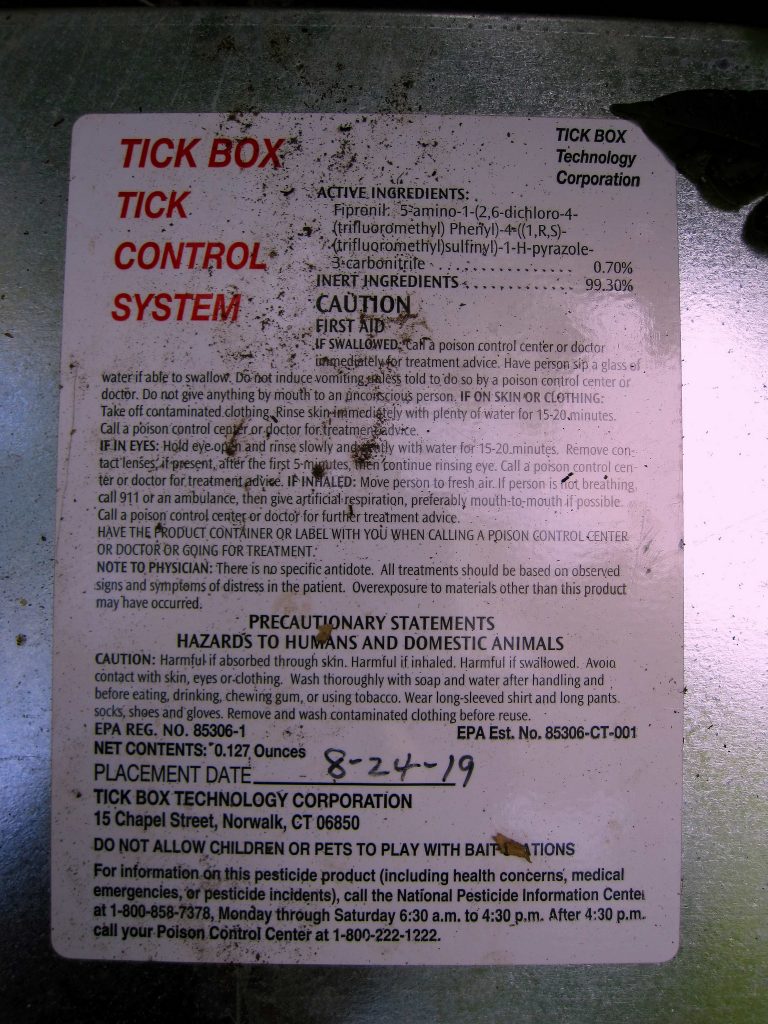 TICK BOX
TICK
CONTROL
SYSTEM
TICK BOX
Technology
Corporation
ACTIVE INGREDIENTS:
Fipronil: 5-amino-1-(2,6-dichloro-4-
(trifluoromethyl) Phenyl)-4-((1,R,S)-
(trifluoromethyl)sulfinyl)-1-H-pyrazole-
3-carbonitrile . . . . . . . . . . . . . . . . . . . . 0.70%
INERT INGREDIENTS . . . . . . . . . . . . . . . 99.30%
CAUTION
FIRST AID
IF SWALLOWED: Call a poison control center or doctor
immediately for treatment advice. Have person sip a glass of
water if able to swallow. Do not induce vomiting unless told to do so by a poison control center or
doctor. Do not give anything by mouth to an unconscious person. IF ON SKIN OR CLOTHING:
Take off contaminated clothing. Rinse skin immediately with plenty of water for 15-20 minutes.
Call a poison control center or doctor for treatment advice.
IF IN EYES: Hold eye open and rinse slowly and gently with water for 15-20 minutes. Remove con-
tact lenses, if present, after the first 5 minutes, then continue rinsing eye. Call a poison control cen-
ter or doctor for treatment advice. IF INHALED: Move person to fresh air. If person is not breathing,
call 911 or an ambulance, then give artificial respiration, preferably mouth-to-mouth if possible.
Call a poison control center or doctor for further treatment advice.
HAVE THE PRODUCT CONTAINER OR LABEL WITH YOU WHEN CALLING A POISON CONTROL CENTER
OR DOCTOR OR GOING FOR TREATMENT.
NOTE TO PHYSICIAN: There is no specific antidote. All treatments should be based on observed
signs and symptoms of distress in the patient. Overexposure to materials other than this product
may have occurred.
PRECAUTIONARY STATEMENTS
HAZARDS TO HUMANS AND DOMESTIC ANIMALS
CAUTION: Harmful if absorbed through skin. Harmful if inhaled. Harmful if swallowed. Avoid
contact with skin, eyes or clothing. Wash thoroughly with soap and water after handling and
before eating, drinking, chewing gum, or using tobacco. Wear long-sleeved shirt and long pants,
socks, shoes and gloves. Remove and wash contaminated clothing before reuse.
EPA REG. NO. 85306-1 EPA Est. No. 85306-CT-001
NET CONTENTS: 0.127 Ounces
PLACEMENT DATE 8-24-19
TICK BOX TECHNOLOGY CORPORATION
15 Chapel Street, Norwalk, CT 06850
DO NOT ALLOW CHILDREN OR PETS TO PLAY WITH BAIT STATIONS
For information on this pesticide product (including health concerns, medical
emergencies, or pesticide incidents), call the National Pesticide Information Center
at 1-800-858-7378, Monday through Saturday 6:30 a.m. to 4:30 p.m. After 4:30 p.m.
call your Poison Control Center at 1-800-222-1222.